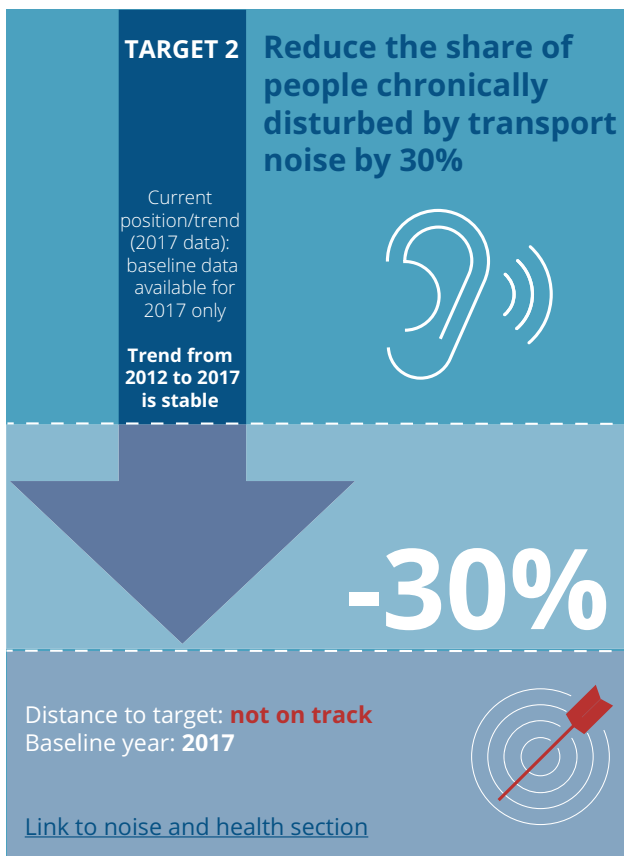 TARGET 2
Reduce the share of
people chronically
disturbed by transport
noise by 30%
Current
position/trend
(2017 data):
baseline data
available for
2017 only
Trend from
2012 to 2017
is stable
-30%
Distance to target: not on track
Baseline year: 2017
Link to noise and health section